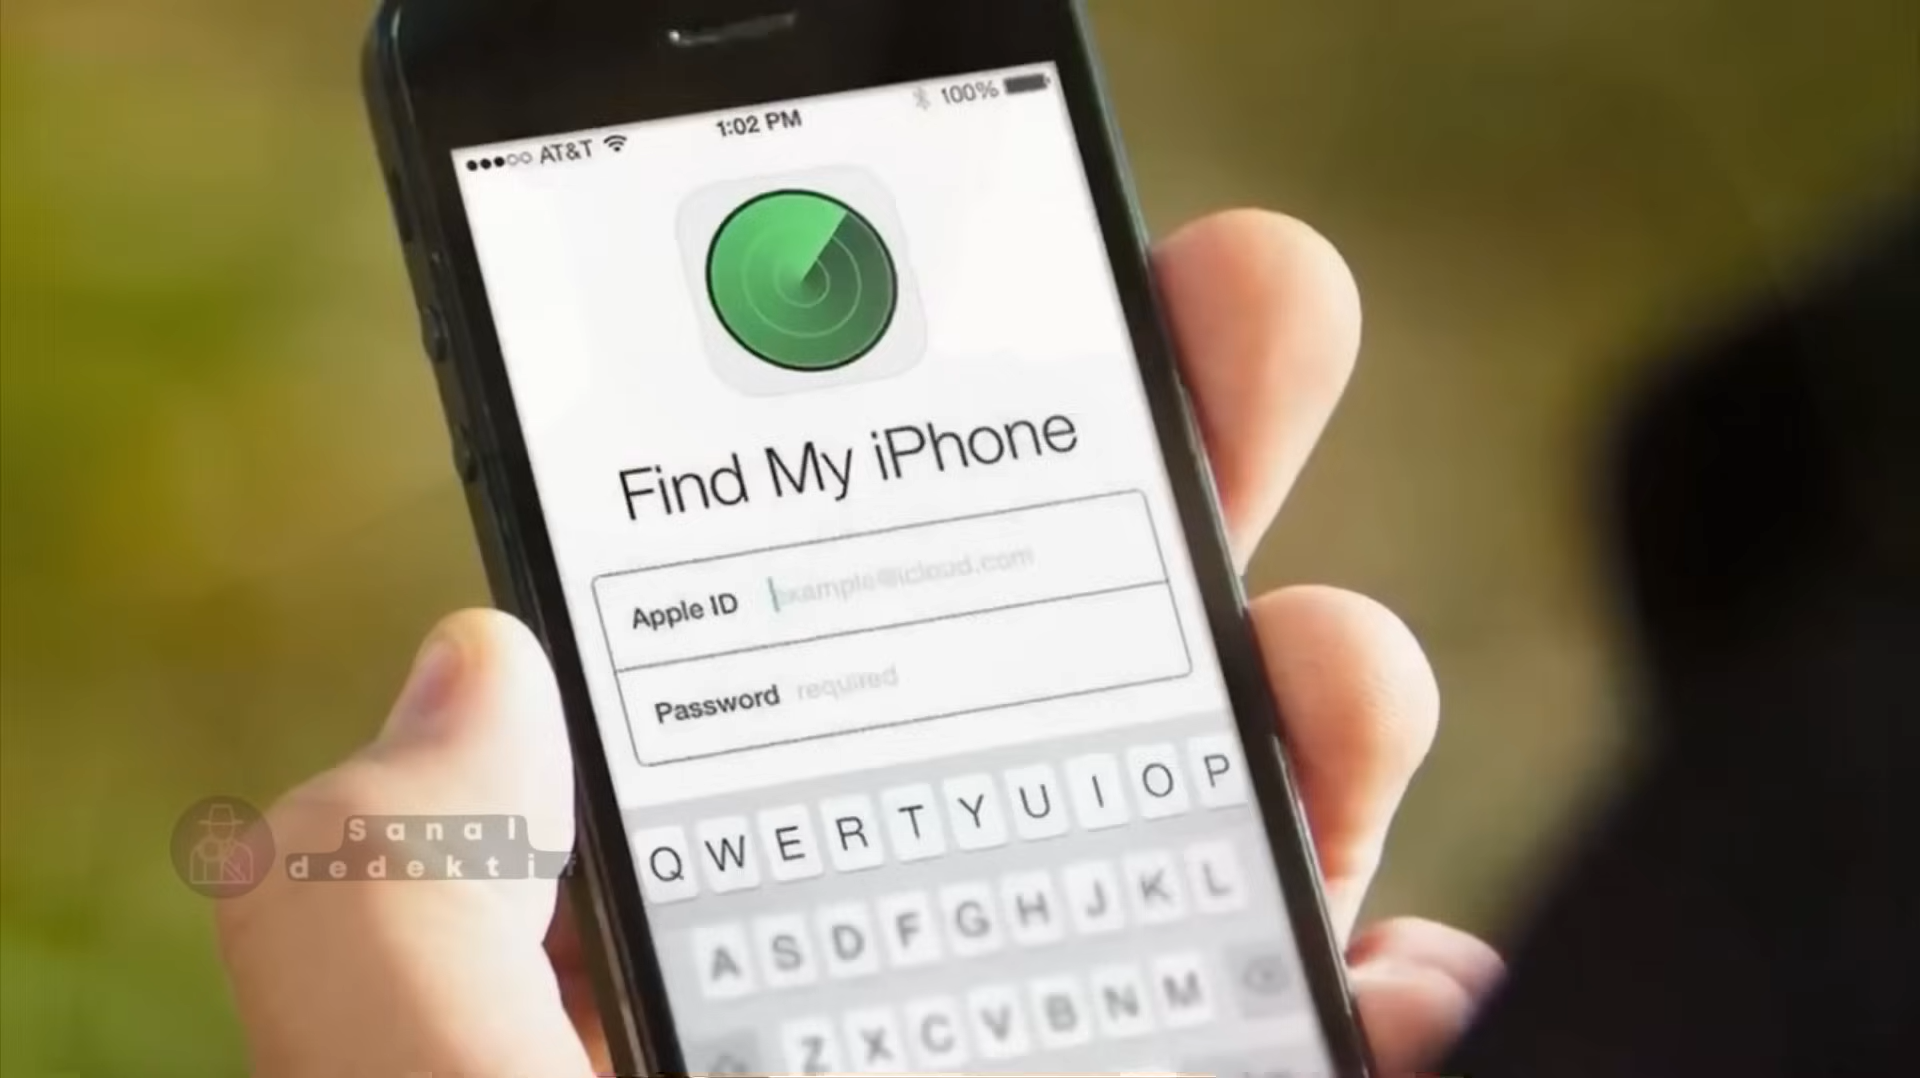 ●●●○○ AT&T 1:02 PM 100%
Find My iPhone
Apple ID example@icloud.com
Password required
Q W E R T Y U I O P
A S D F G H J K L
Z X C V B N M
Sanal
dedektif